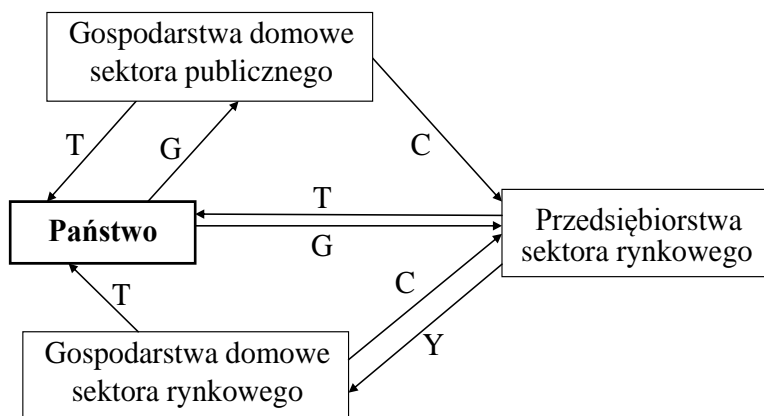 Gospodarstwa domowe
sektora publicznego
T
G
C
Państwo
T
G
Przedsiębiorstwa
sektora rynkowego
T
C
Y
Gospodarstwa domowe
sektora rynkowego